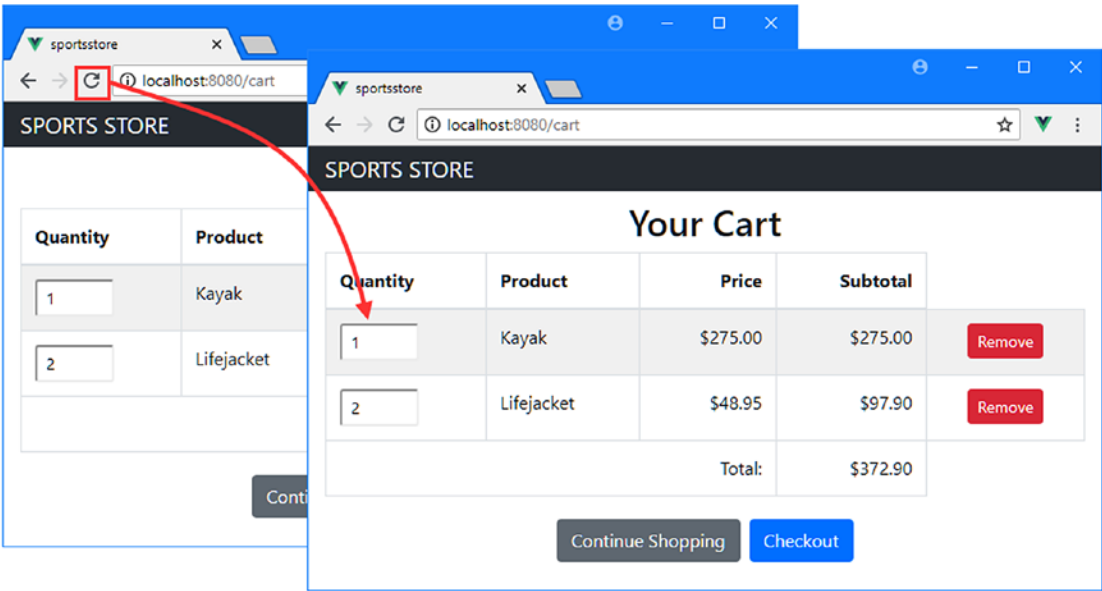 sportsstore
localhost:8080/cart
SPORTS STORE
Quantity Product
1 Kayak
2 Lifejacket
sportsstore
localhost:8080/cart
SPORTS STORE
Your Cart
Quantity Product Price Subtotal
1 Kayak $275.00 $275.00 Remove
2 Lifejacket $48.95 $97.90 Remove
Total: $372.90
Continue Shopping Checkout